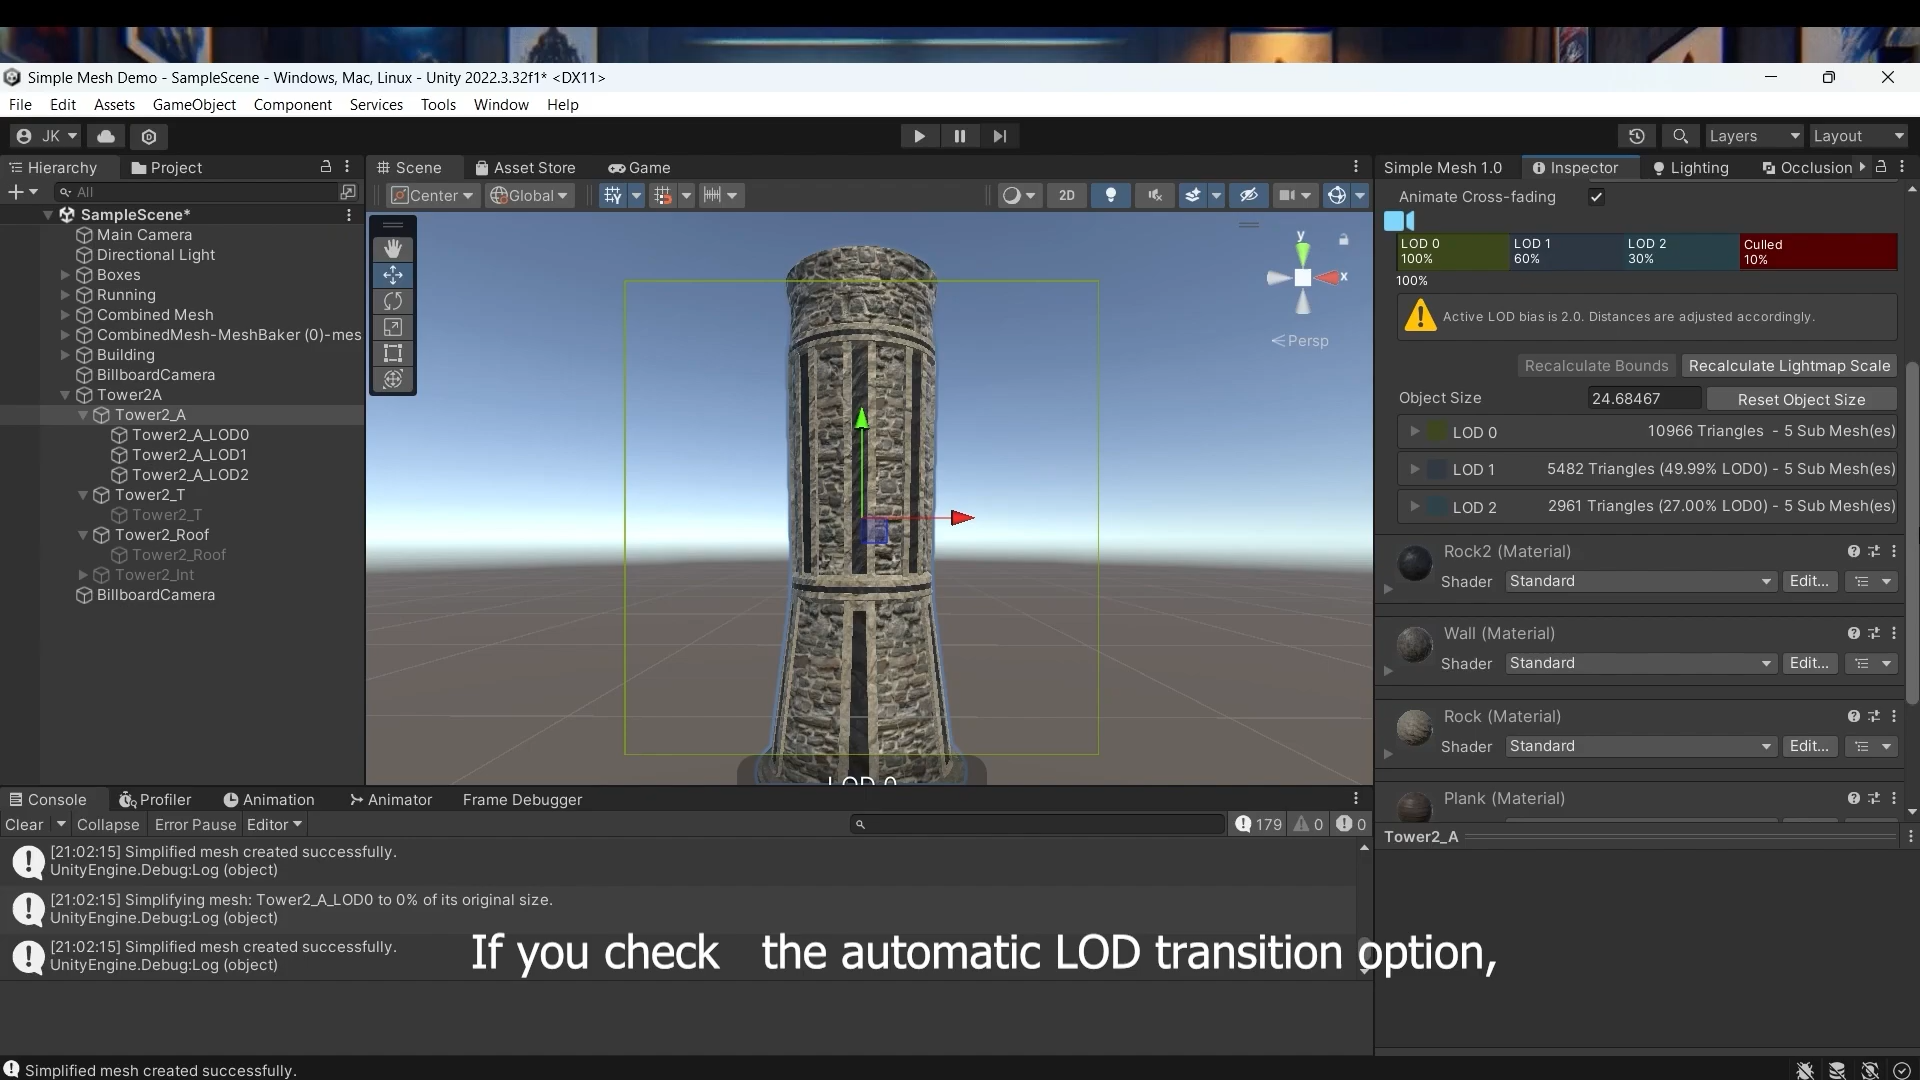 Simple Mesh Demo - SampleScene - Windows, Mac, Linux - Unity 2022.3.32f1* <DX11>
File Edit Assets GameObject Component Services Tools Window Help
JK
Layers
Layout
Hierarchy
Project
Scene
Asset Store
Game
Simple Mesh 1.0
Inspector
Lighting
Occlusion
All
Center
Global
2D
SampleScene*
Main Camera
Directional Light
Boxes
Running
Combined Mesh
CombinedMesh-MeshBaker (0)-mes
Building
BillboardCamera
Tower2A
Tower2_A
Tower2_A_LOD0
Tower2_A_LOD1
Tower2_A_LOD2
Tower2_T
Tower2_T
Tower2_Roof
Tower2_Roof
Tower2_Int
BillboardCamera
y
x
Persp
LOD 0
Animate Cross-fading
LOD 0
100%
LOD 1
60%
LOD 2
30%
Culled
10%
100%
Active LOD bias is 2.0. Distances are adjusted accordingly.
Recalculate Bounds
Recalculate Lightmap Scale
Object Size
24.68467
Reset Object Size
LOD 0
10966 Triangles - 5 Sub Mesh(es)
LOD 1
5482 Triangles (49.99% LOD0) - 5 Sub Mesh(es)
LOD 2
2961 Triangles (27.00% LOD0) - 5 Sub Mesh(es)
Rock2 (Material)
Shader Standard Edit...
Wall (Material)
Shader Standard Edit...
Rock (Material)
Shader Standard Edit...
Plank (Material)
Tower2_A
Console
Profiler
Animation
Animator
Frame Debugger
Clear
Collapse
Error Pause
Editor
179
0
0
[21:02:15] Simplified mesh created successfully.
UnityEngine.Debug:Log (object)
[21:02:15] Simplifying mesh: Tower2_A_LOD0 to 0% of its original size.
UnityEngine.Debug:Log (object)
[21:02:15] Simplified mesh created successfully.
UnityEngine.Debug:Log (object)
If you check the automatic LOD transition option,
Simplified mesh created successfully.